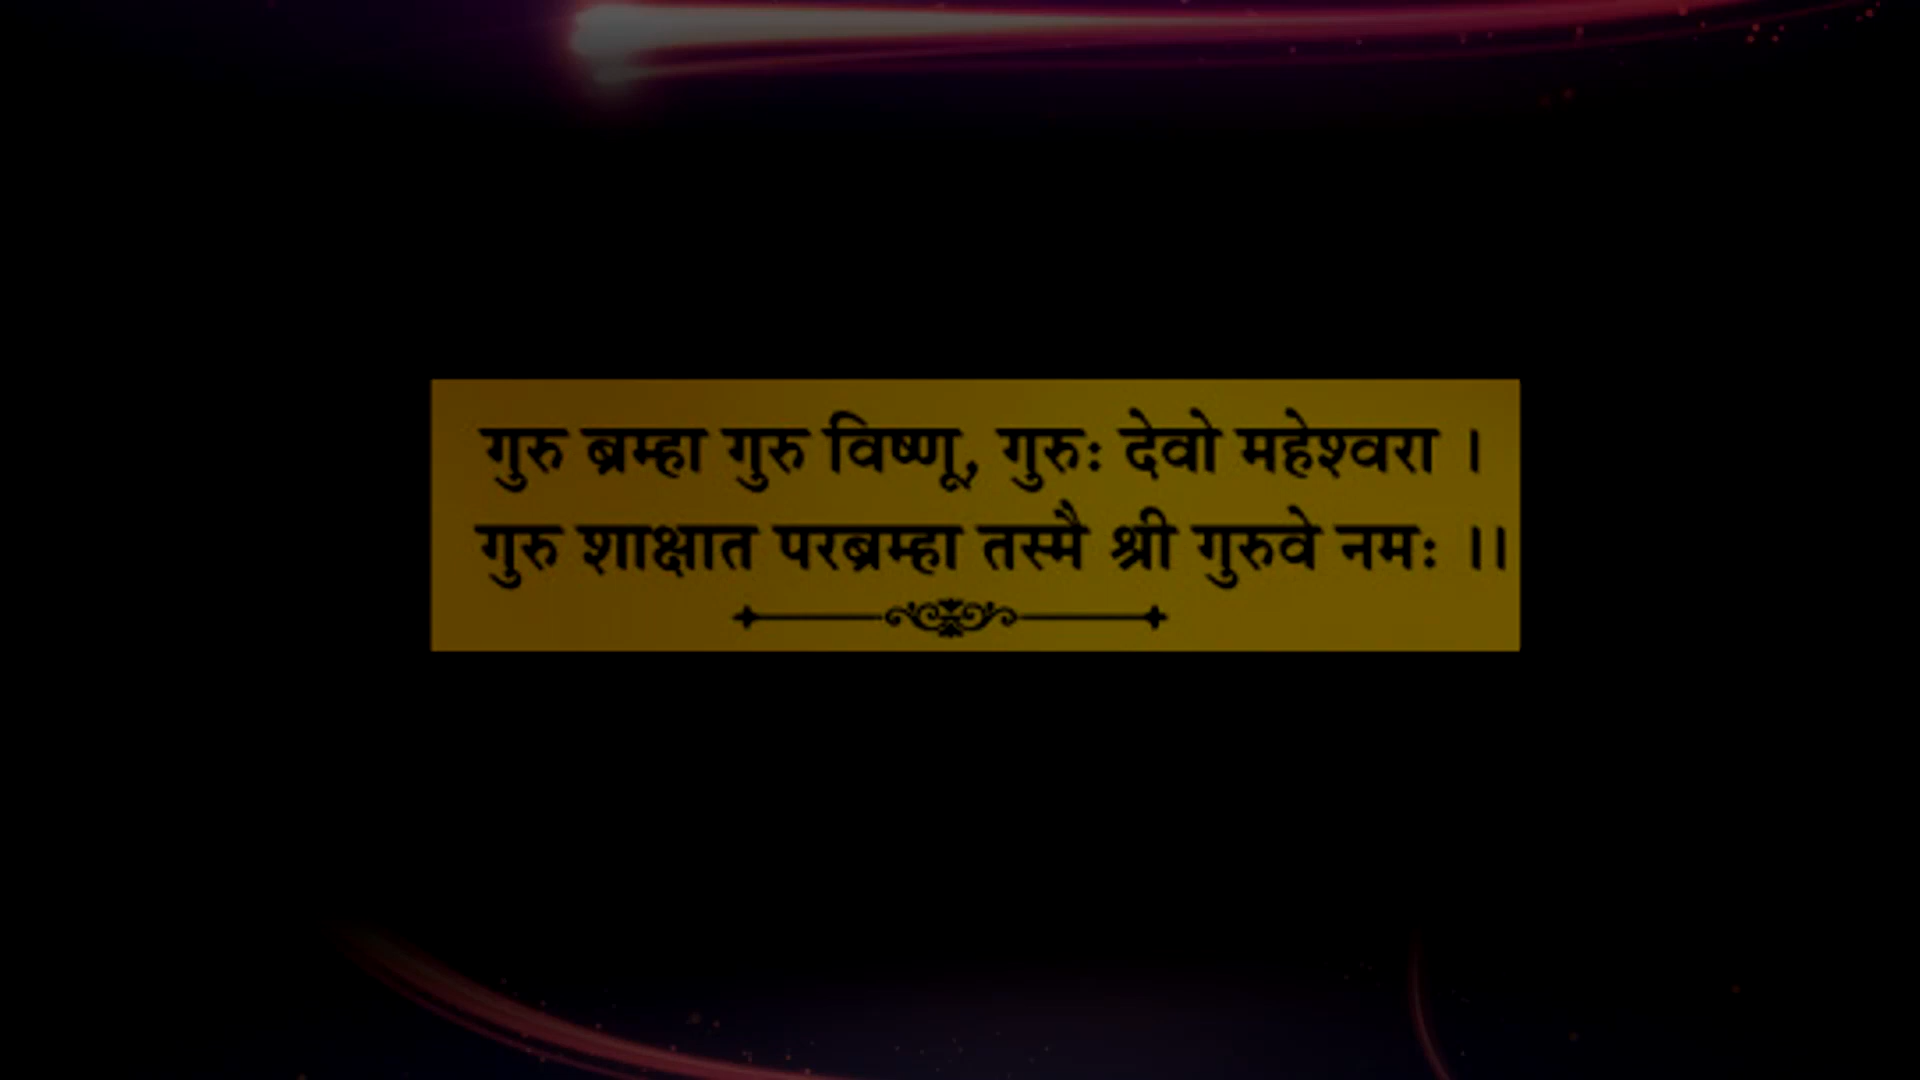 गुरु ब्रम्हा गुरु विष्णू, गुरुः देवो महेश्वरा ।
गुरु शाक्षात परब्रम्हा तस्मै श्री गुरुवे नमः ।।